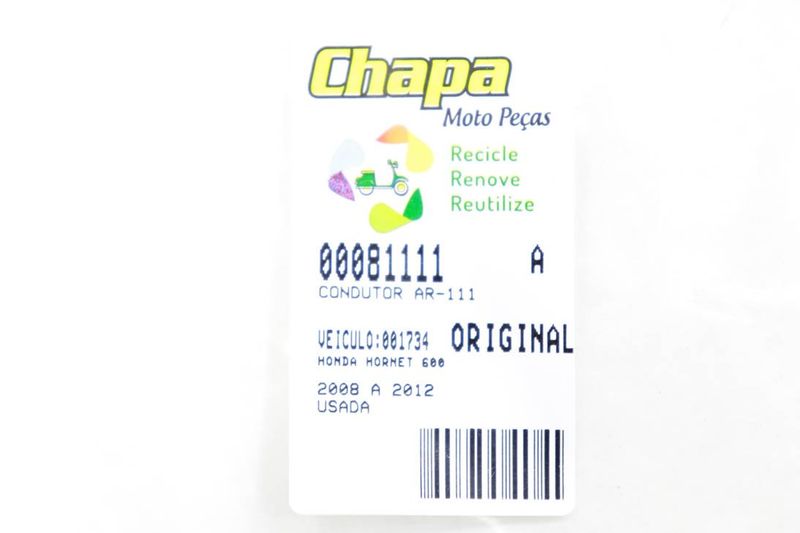 Chapa
Moto Peças
Recicle
Renove
Reutilize
00081111 A
CONDUTOR AR-111
VEICULO:001734 ORIGINAL
HONDA HORNET 600
2008 A 2012
USADA